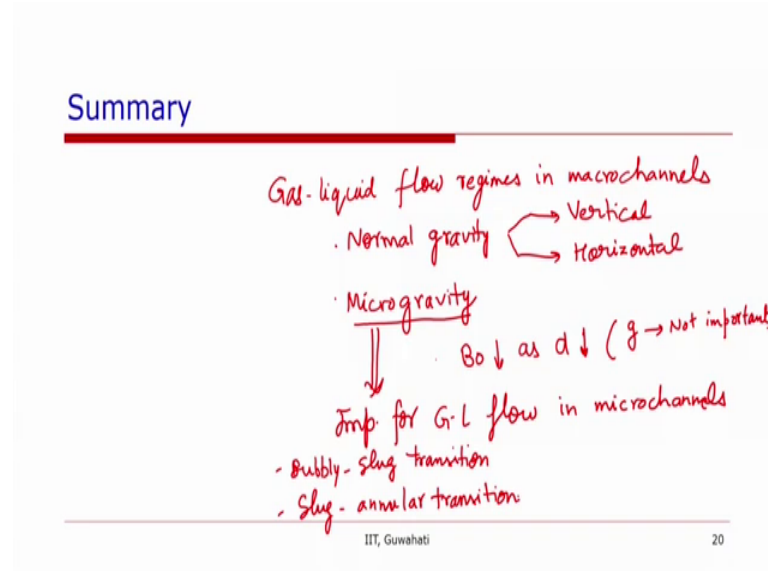 Summary
Gas-liquid flow regimes in macrochannels
. Normal gravity → Vertical
→ Horizontal
. Microgravity
. Bo ↓ as d ↓ ( g → Not important
Imp. for G-L flow in microchannels
- Bubbly - slug transition
- Slug - annular transition.
IIT, Guwahati 20